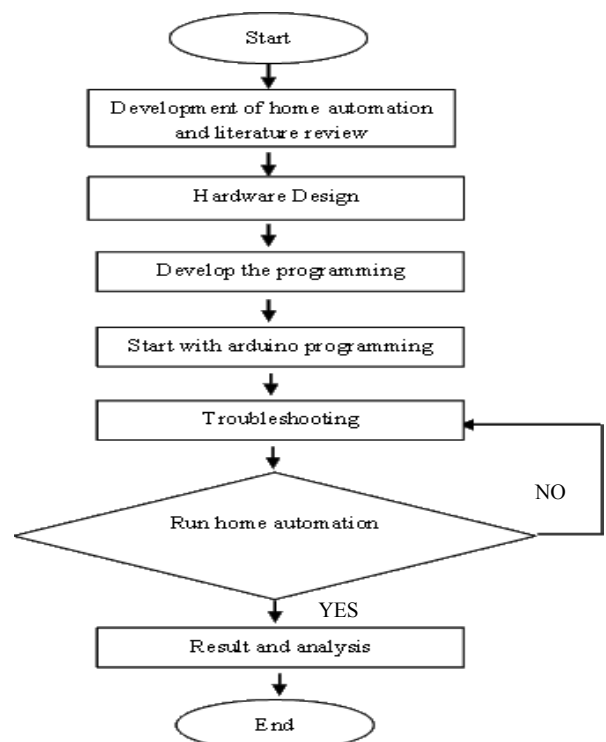 Start
Development of home automation
and literature review
Hardware Design
Develop the programming
Start with arduino programming
Troubleshooting
NO
Run home automation
YES
Result and analysis
End